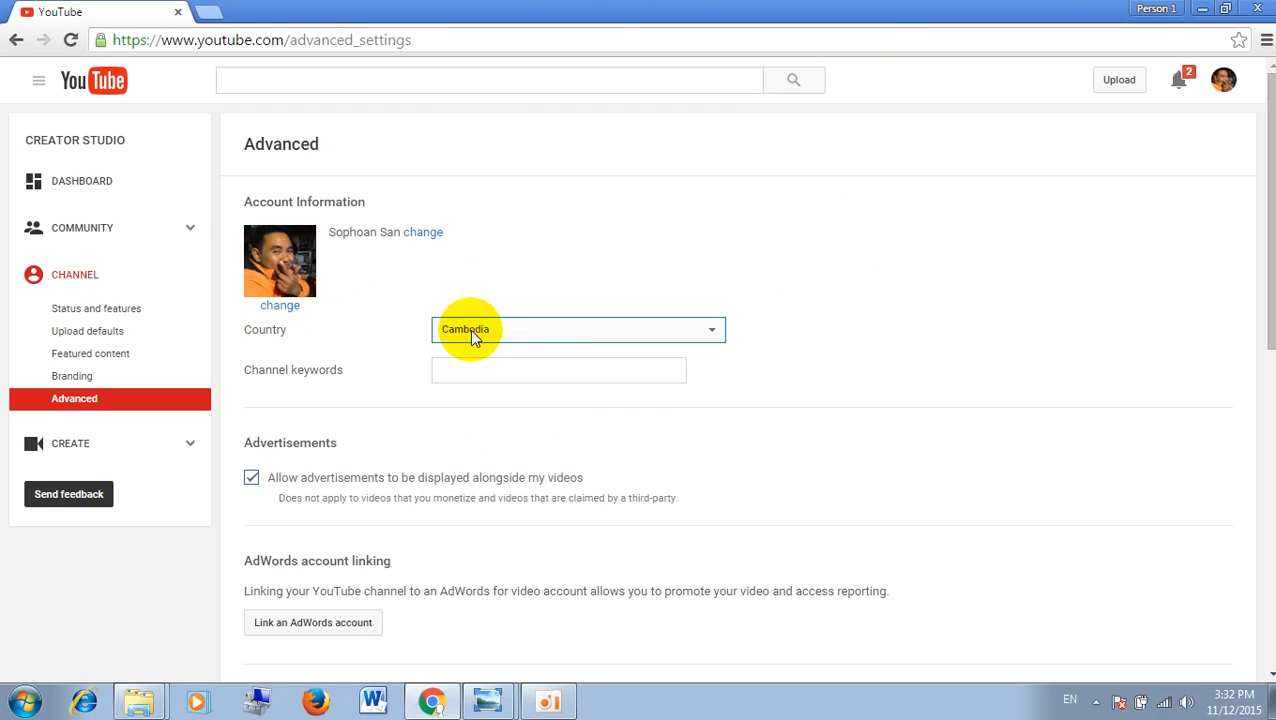 YouTube
Person 1
https://www.youtube.com/advanced_settings
YouTube
Upload
2
CREATOR STUDIO
DASHBOARD
COMMUNITY
CHANNEL
Status and features
Upload defaults
Featured content
Branding
Advanced
CREATE
Send feedback
Advanced
Account Information
Sophoan San change
change
Country
Cambodia
Channel keywords
Advertisements
Allow advertisements to be displayed alongside my videos
Does not apply to videos that you monetize and videos that are claimed by a third-party.
AdWords account linking
Linking your YouTube channel to an AdWords for video account allows you to promote your video and access reporting.
Link an AdWords account
EN
3:32 PM
11/12/2015